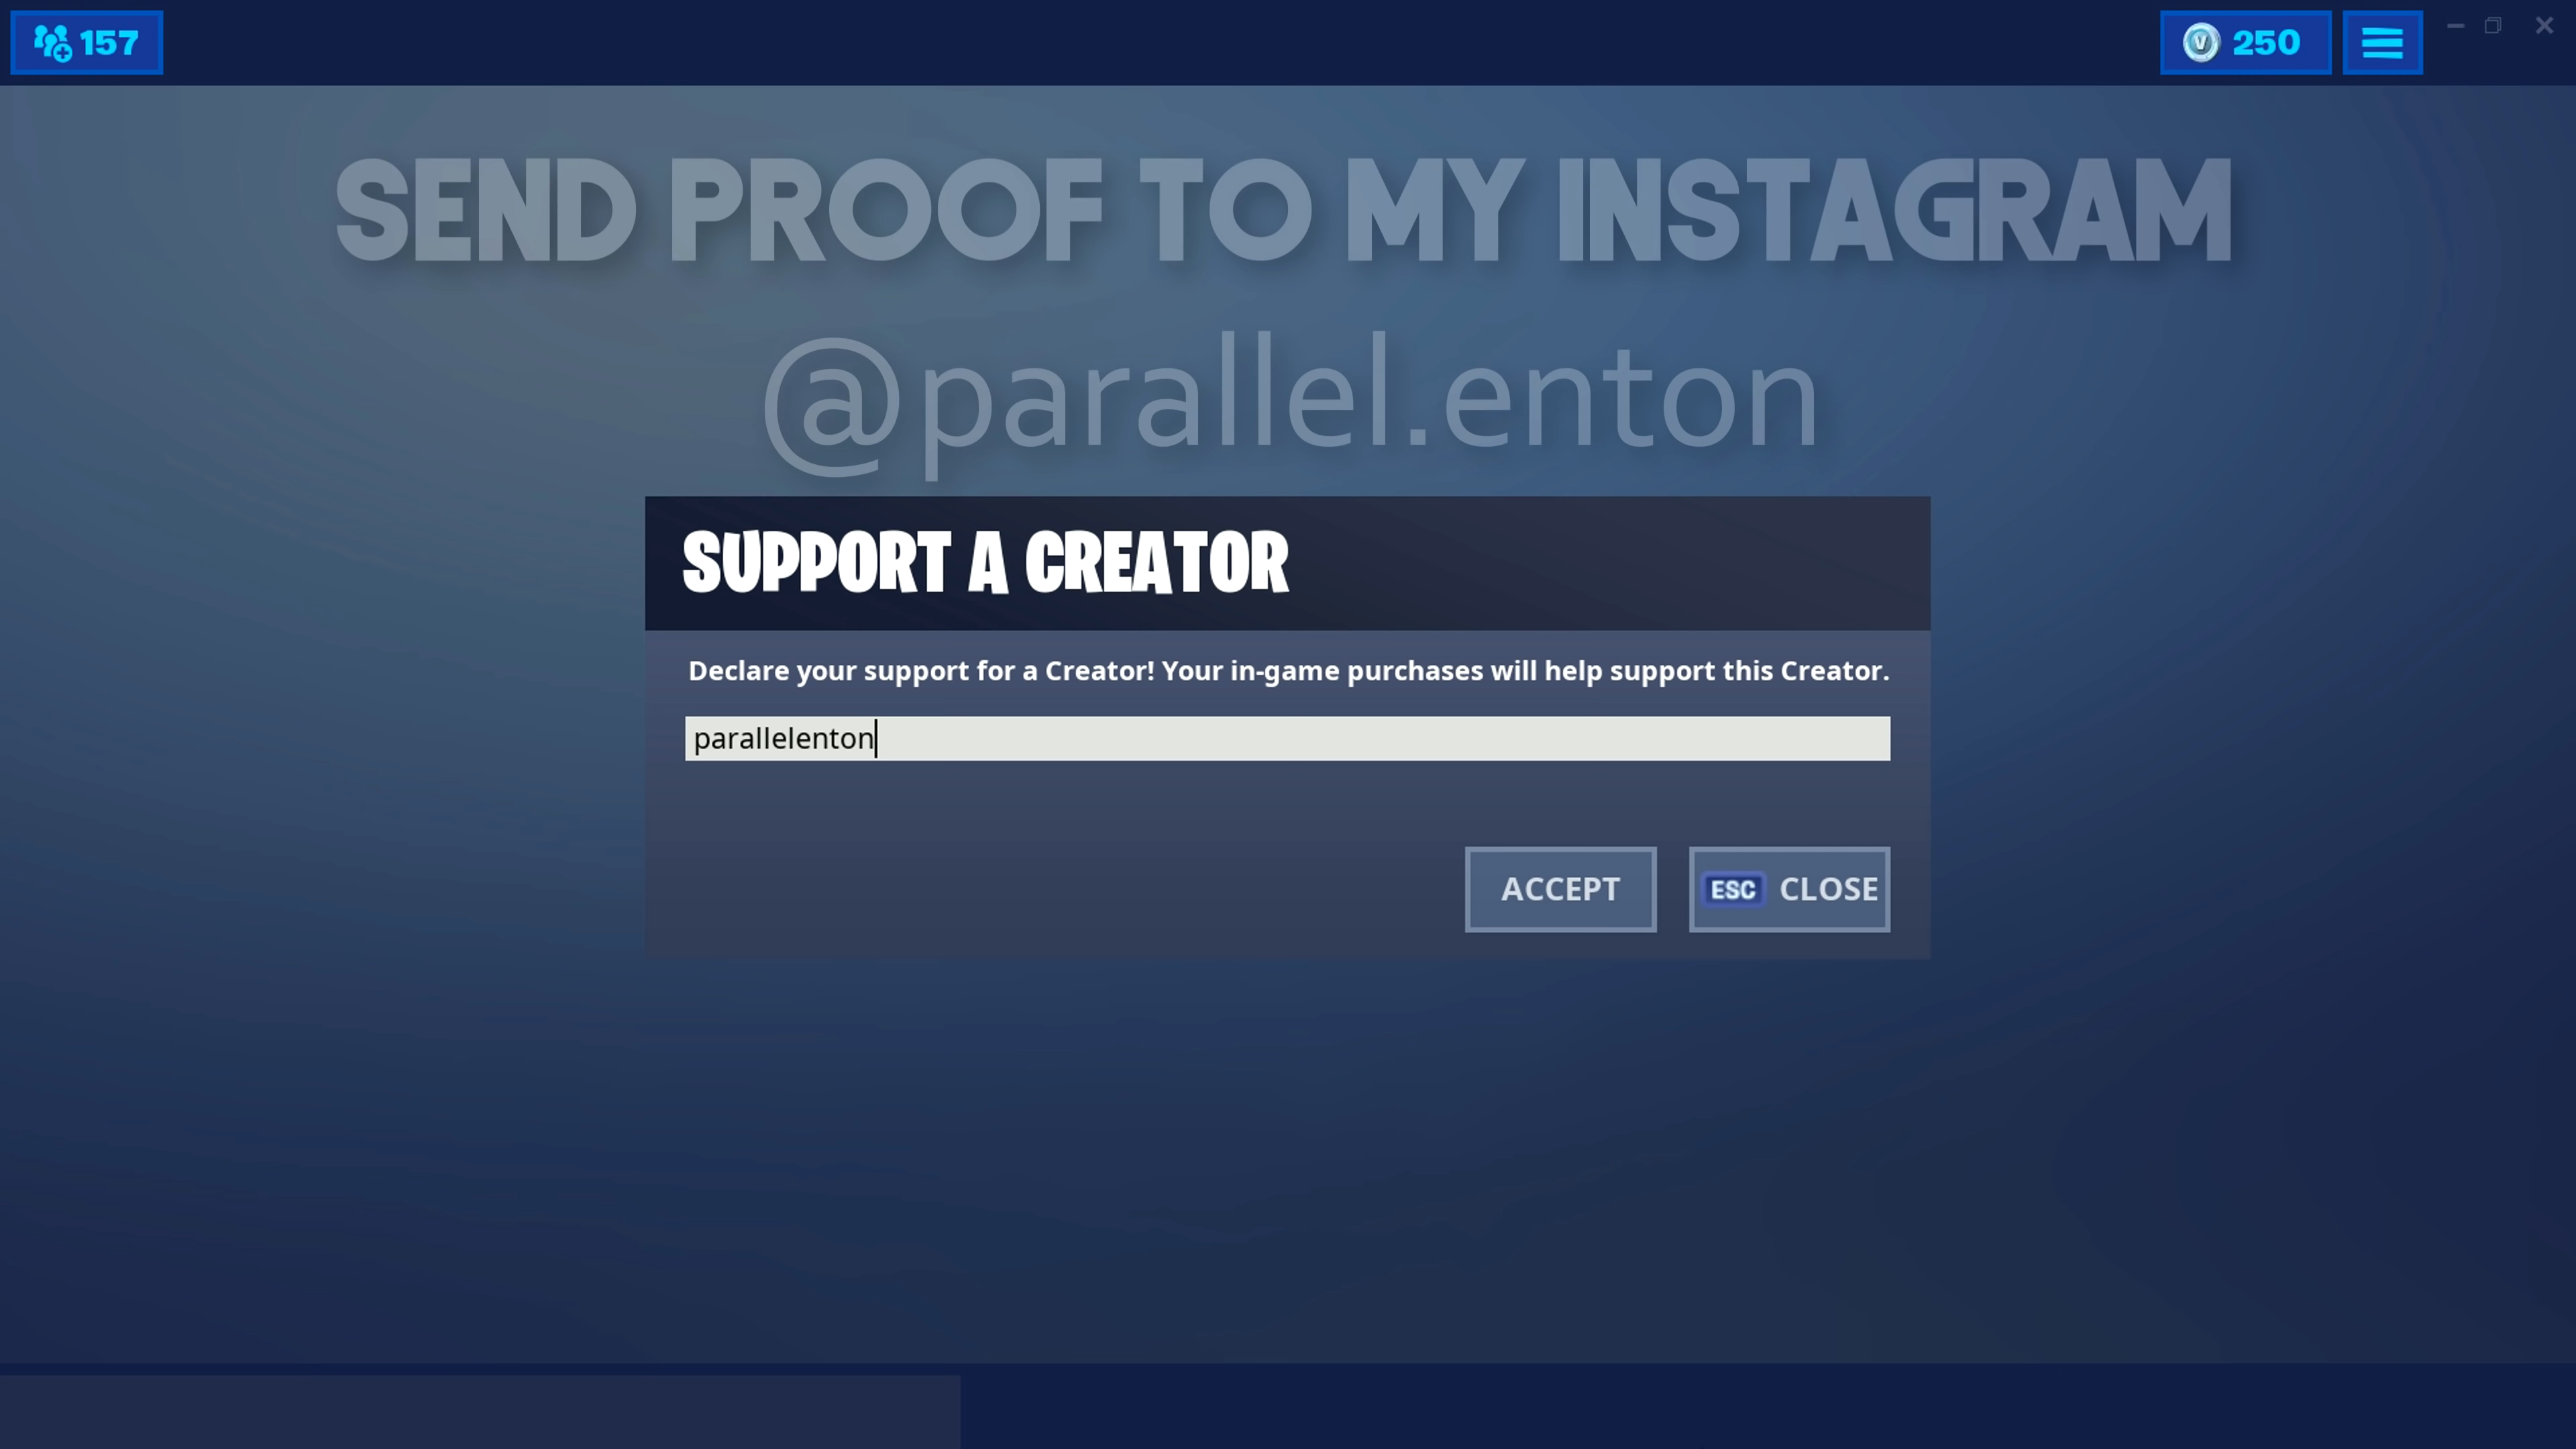 157
250
SEND PROOF TO MY INSTAGRAM
@parallel.enton
SUPPORT A CREATOR
Declare your support for a Creator! Your in-game purchases will help support this Creator.
parallelenton
ACCEPT
ESC CLOSE